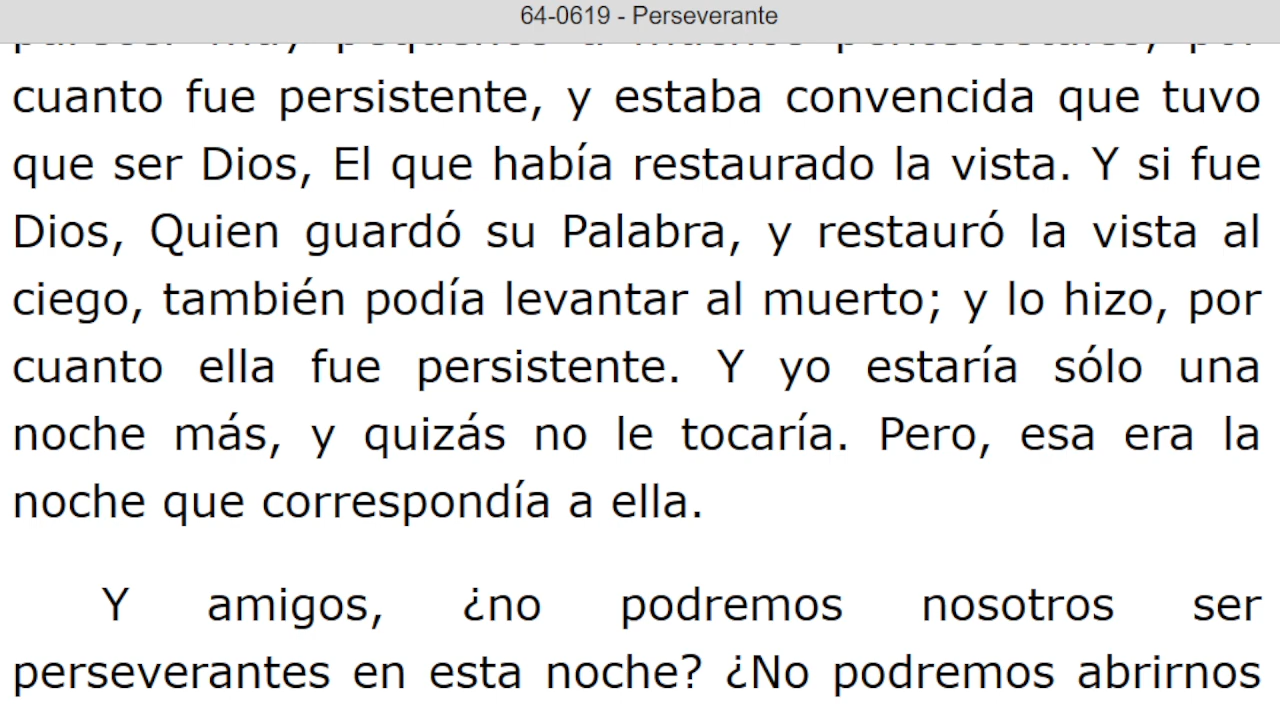 64-0619 - Perseverante
cuanto fue persistente, y estaba convencida que tuvo
que ser Dios, El que había restaurado la vista. Y si fue
Dios, Quien guardó su Palabra, y restauró la vista al
ciego, también podía levantar al muerto; y lo hizo, por
cuanto ella fue persistente. Y yo estaría sólo una
noche más, y quizás no le tocaría. Pero, esa era la
noche que correspondía a ella.
Y amigos, ¿no podremos nosotros ser
perseverantes en esta noche? ¿No podremos abrirnos